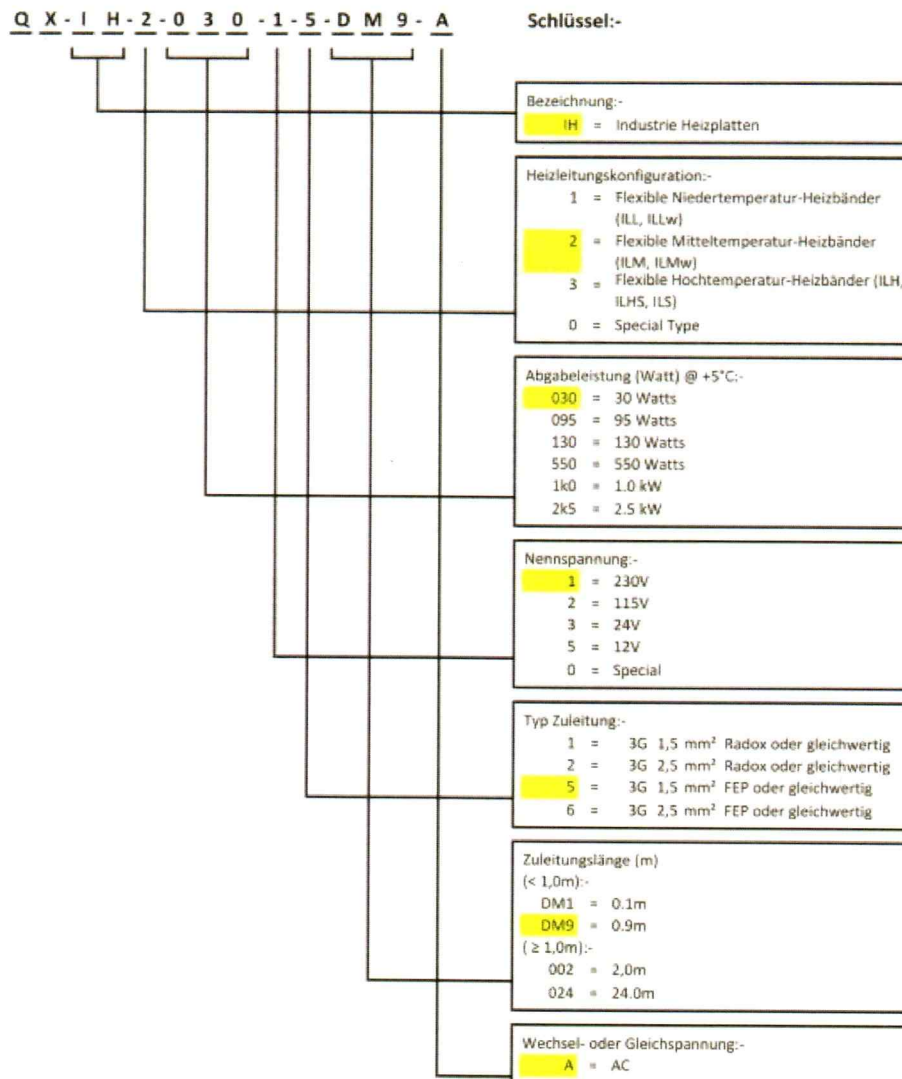 Q X - I H - 2 - 0 3 0 - 1 - 5 - D M 9 - A
Schlüssel:-
Bezeichnung:-
IH = Industrie Heizplatten
Heizleitungskonfiguration:-
1 = Flexible Niedertemperatur-Heizbänder
(ILL, ILLw)
2 = Flexible Mitteltemperatur-Heizbänder
(ILM, ILMw)
3 = Flexible Hochtemperatur-Heizbänder (ILH,
ILHS, ILS)
0 = Special Type
Abgabeleistung (Watt) @ +5°C:-
030 = 30 Watts
095 = 95 Watts
130 = 130 Watts
550 = 550 Watts
1k0 = 1.0 kW
2k5 = 2.5 kW
Nennspannung:-
1 = 230V
2 = 115V
3 = 24V
5 = 12V
0 = Special
Typ Zuleitung:-
1 = 3G 1,5 mm² Radox oder gleichwertig
2 = 3G 2,5 mm² Radox oder gleichwertig
5 = 3G 1,5 mm² FEP oder gleichwertig
6 = 3G 2,5 mm² FEP oder gleichwertig
Zuleitungslänge (m)
(< 1,0m):-
DM1 = 0.1m
DM9 = 0.9m
( ≥ 1,0m):-
002 = 2,0m
024 = 24.0m
Wechsel- oder Gleichspannung:-
A = AC